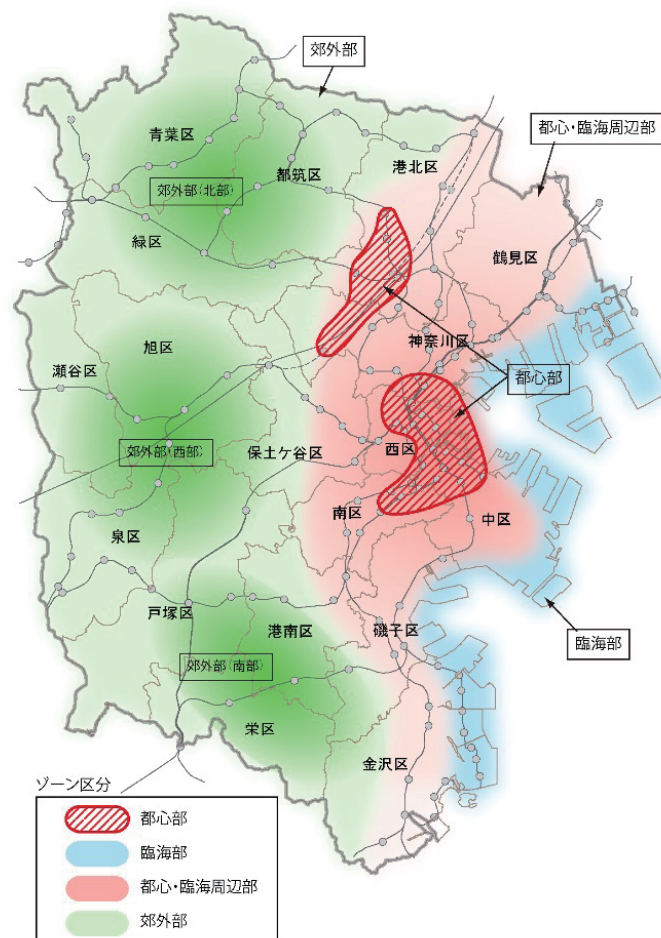 郊外部
都心・臨海周辺部
青葉区
都筑区
港北区
郊外部(北部)
緑区
鶴見区
旭区
神奈川区
瀬谷区
都心部
郊外部(西部)
保土ケ谷区
西区
南区
中区
泉区
戸塚区
港南区
磯子区
臨海部
郊外部(南部)
栄区
金沢区
ゾーン区分
都心部
臨海部
都心・臨海周辺部
郊外部